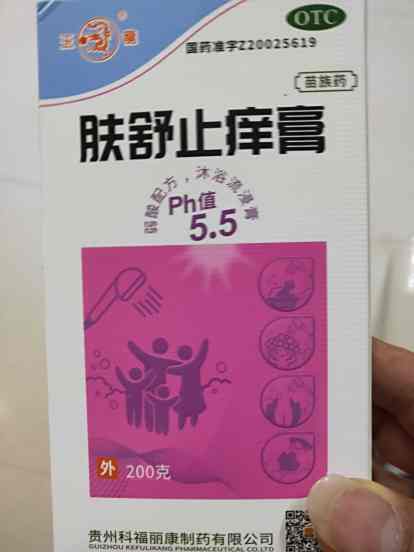 OTC
国药准字Z20025619
苗族药
肤舒止痒膏
弱酸配方，沐浴流浸膏
Ph值
5.5
外 200克
贵州科福丽康制药有限公司
GUIZHOU KEFULIKANG PHARMACEUTICAL CO.,LTD